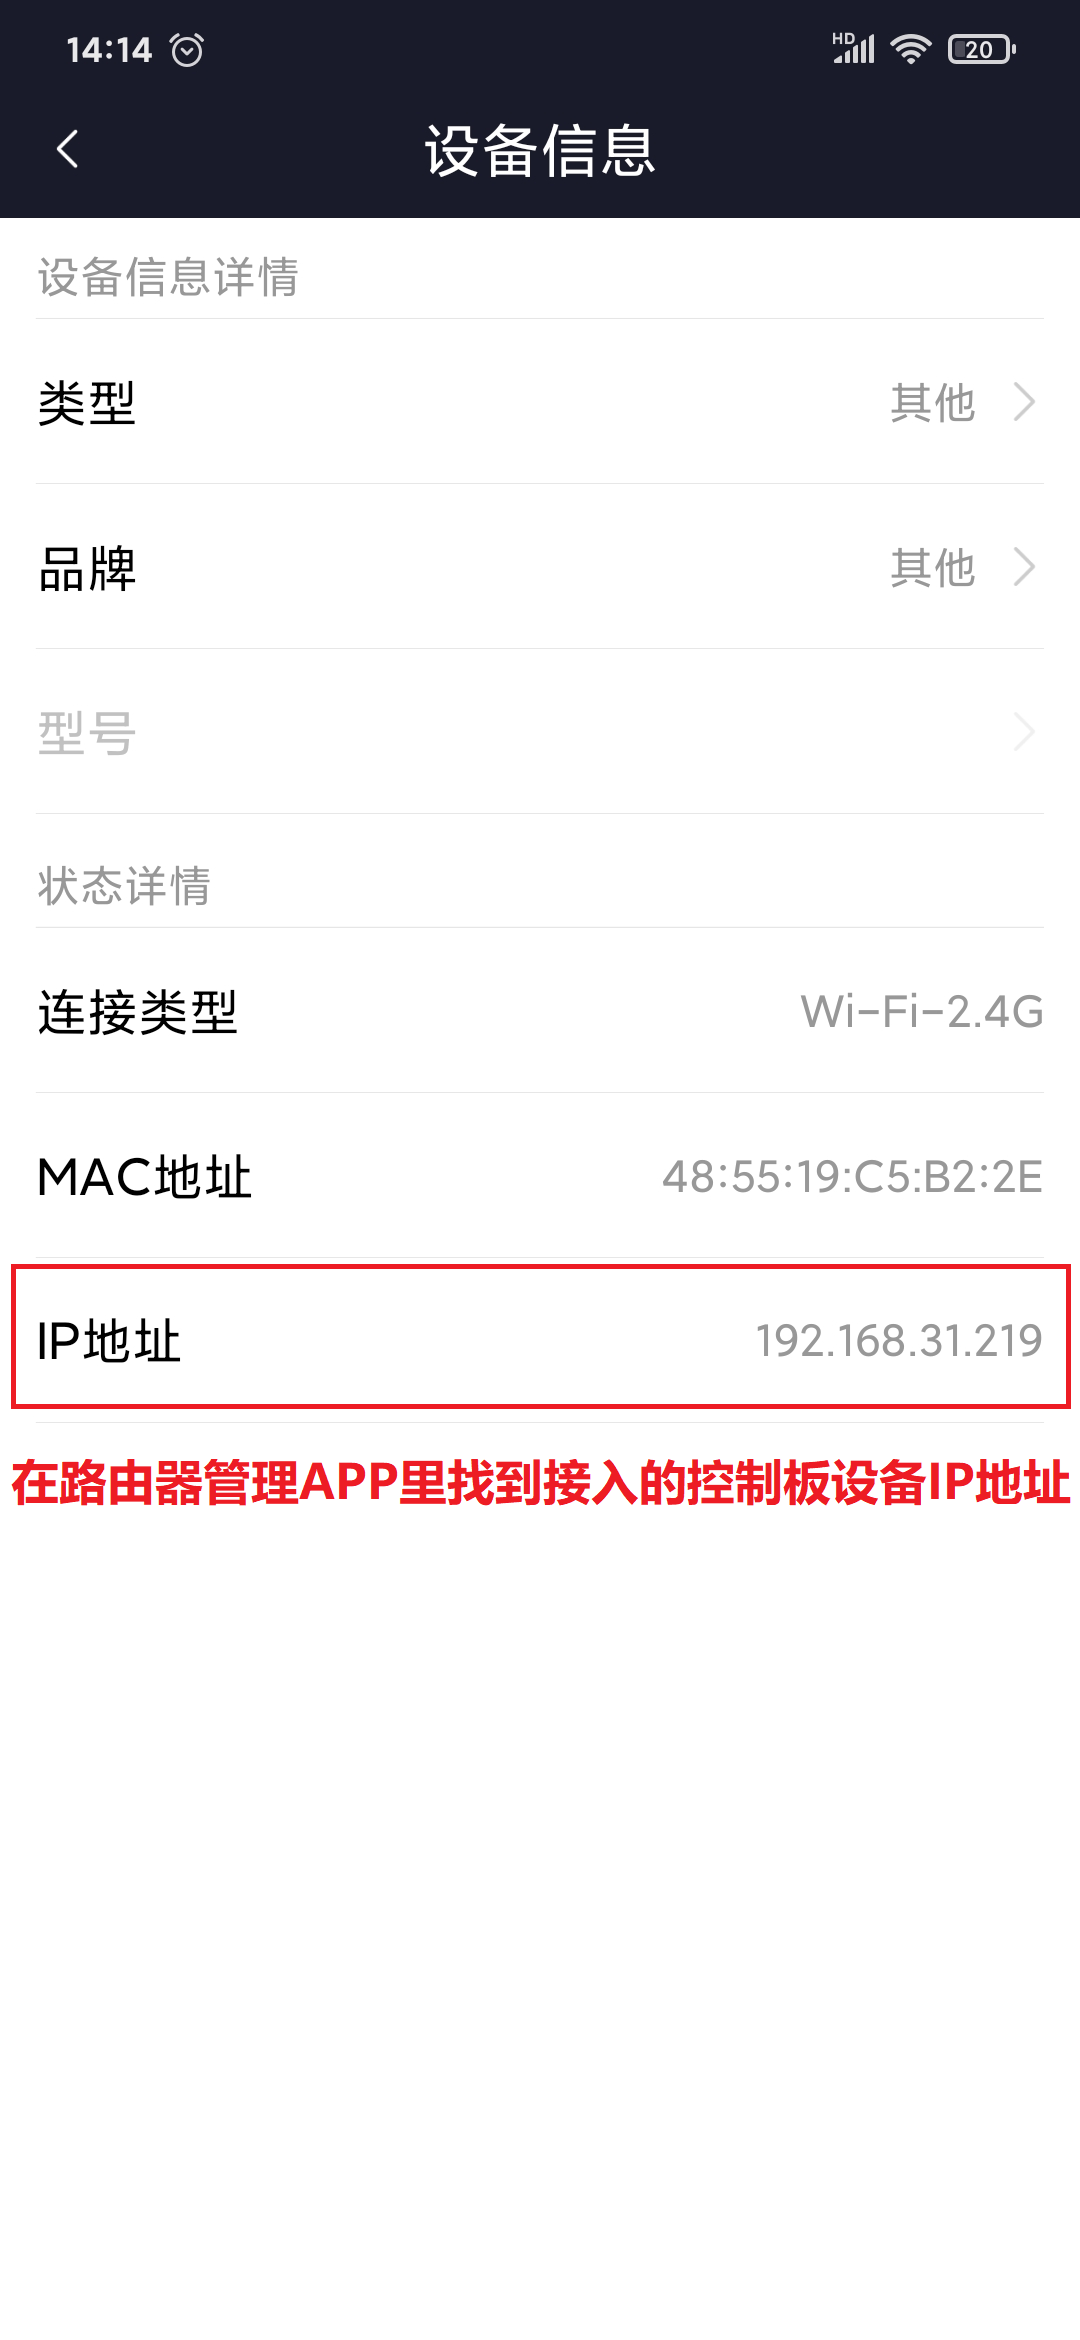 14:14 HD 20
设备信息
设备信息详情
类型 其他
品牌 其他
型号
状态详情
连接类型 Wi-Fi-2.4G
MAC地址 48:55:19:C5:B2:2E
IP地址 192.168.31.219
在路由器管理APP里找到接入的控制板设备IP地址